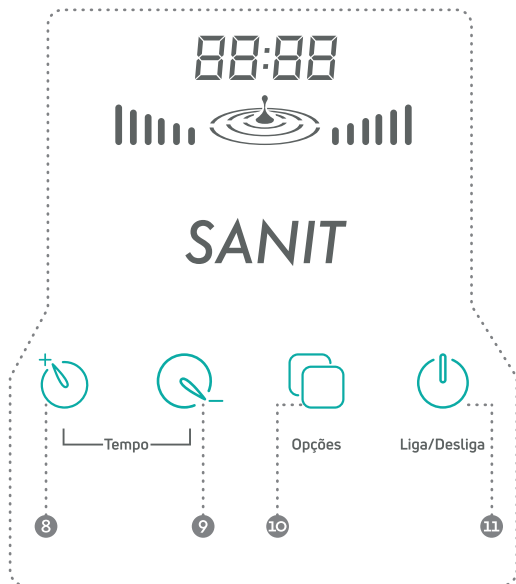 88:88
SANIT
+
−
Tempo
Opções
Liga/Desliga
8
9
10
11